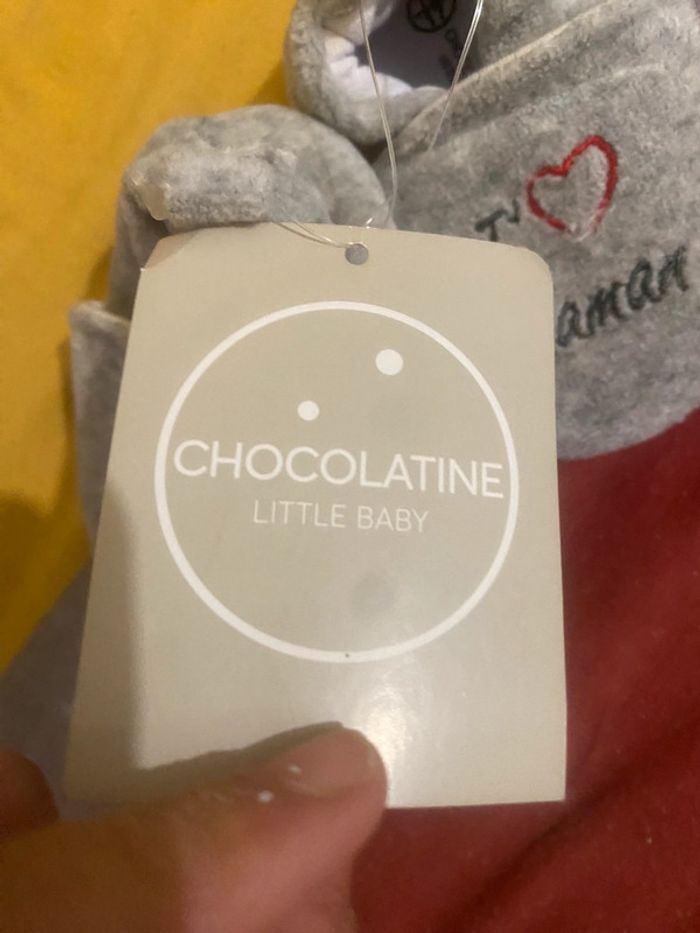 J'
aman
CHOCOLATINE
LITTLE BABY